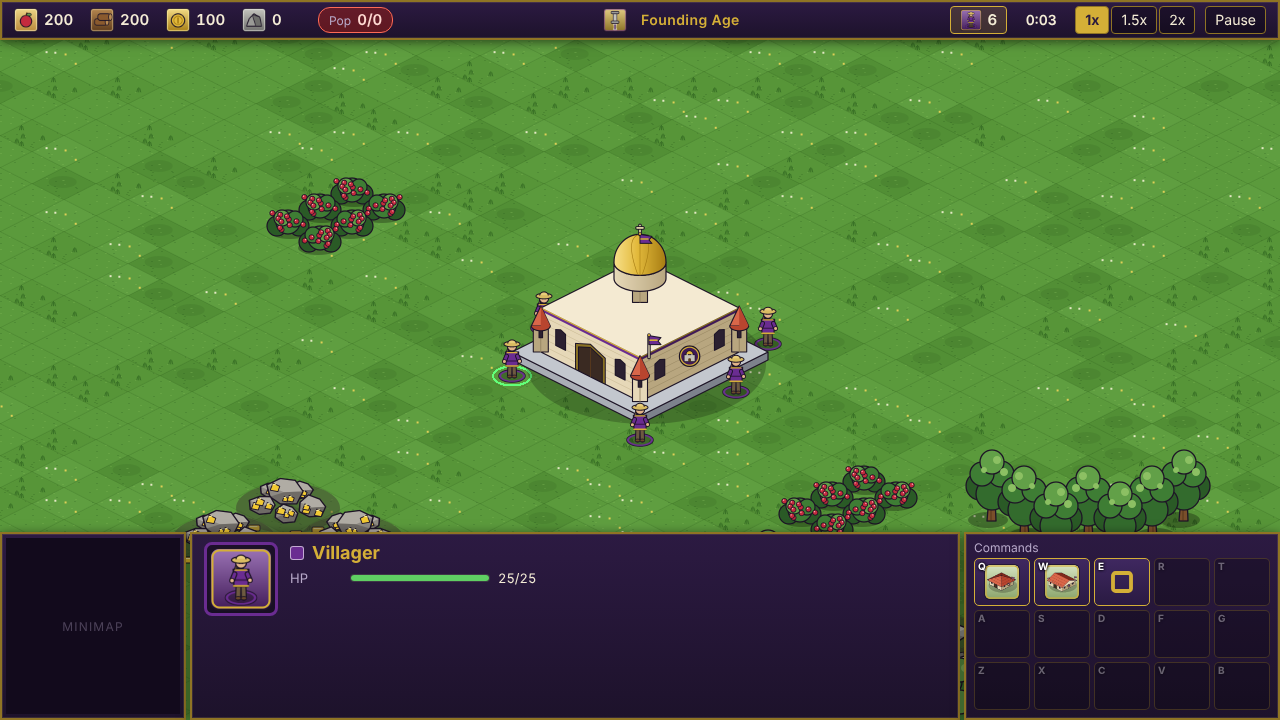 200 200 100 0 Pop 0/0 Founding Age 6 0:03 1x 1.5x 2x Pause
MINIMAP
Villager
HP 25/25
Commands
Q W E R T
A S D F G
Z X C V B